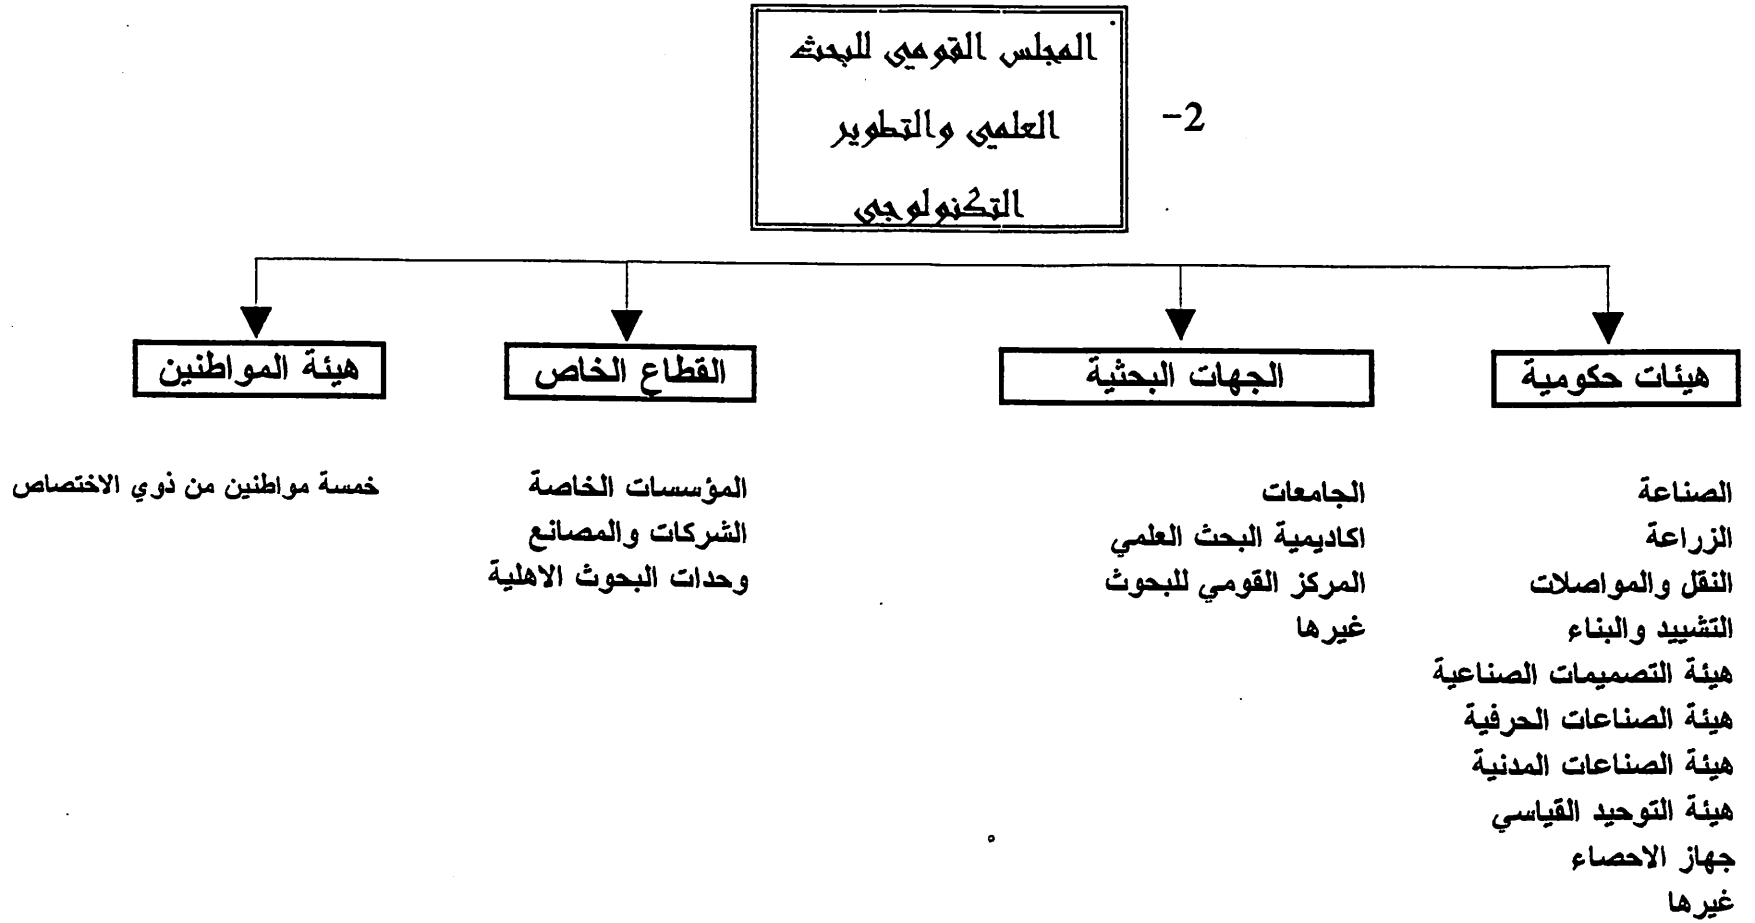 المجلس القومي للبحث
العلمي والتطوير
التكنولوجي
2-
هيئات حكومية
الصناعة
الزراعة
النقل والمواصلات
التشييد والبناء
هيئة التصميمات الصناعية
هيئة الصناعات الحرفية
هيئة الصناعات المدنية
هيئة التوحيد القياسي
جهاز الاحصاء
غيرها
الجهات البحثية
الجامعات
اكاديمية البحث العلمي
المركز القومي للبحوث
غيرها
القطاع الخاص
المؤسسات الخاصة
الشركات والمصانع
وحدات البحوث الاهلية
هيئة المواطنين
خمسة مواطنين من ذوي الاختصاص